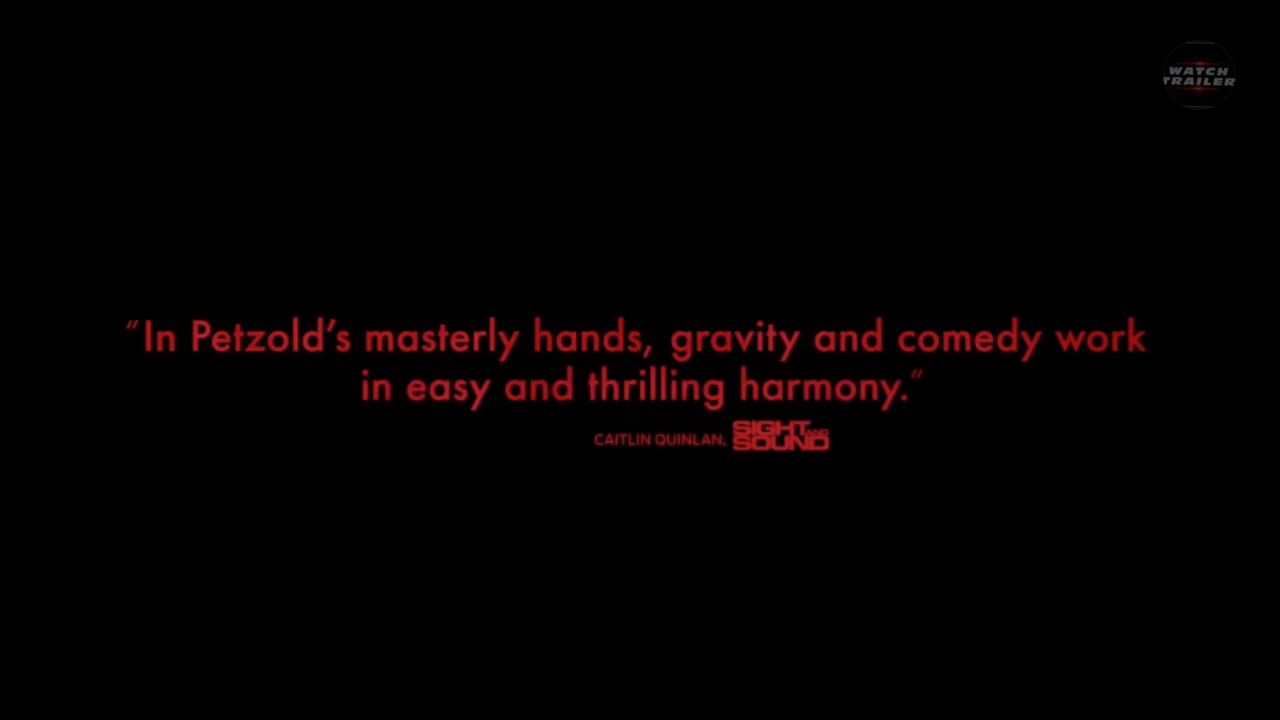 WATCH
TRAILER
“In Petzold’s masterly hands, gravity and comedy work
in easy and thrilling harmony.”
CAITLIN QUINLAN, SIGHT AND SOUND